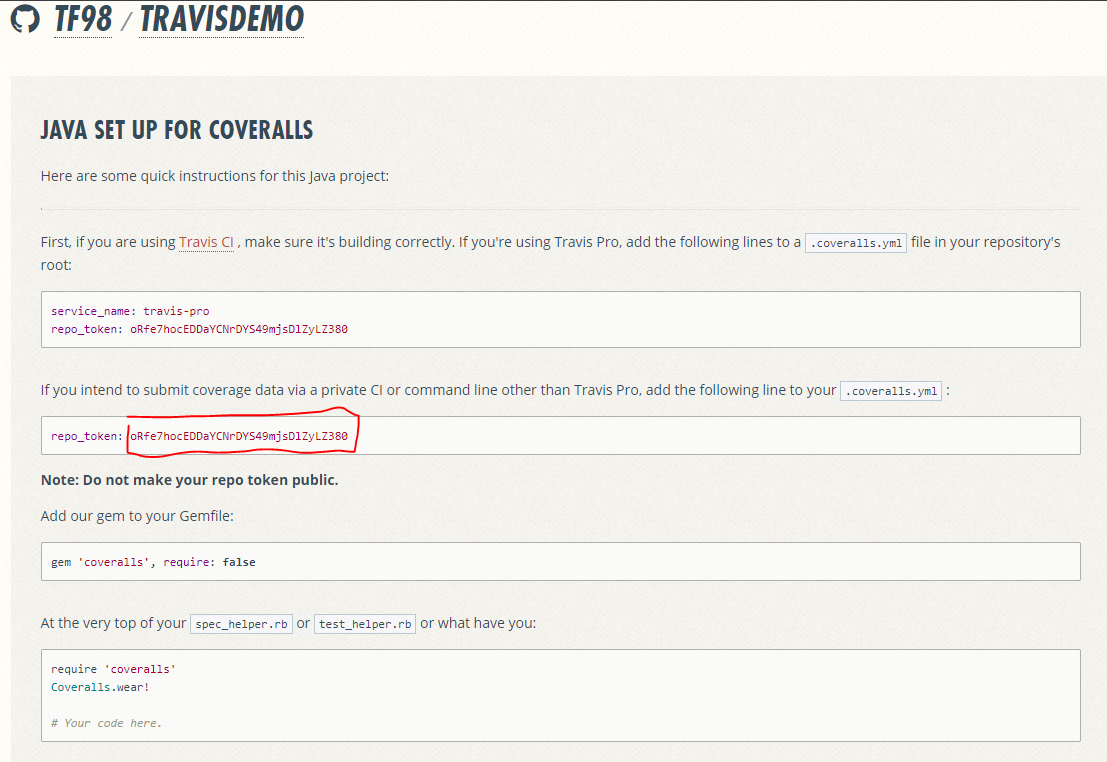 TF98 / TRAVISDEMO
JAVA SET UP FOR COVERALLS
Here are some quick instructions for this Java project:
First, if you are using Travis CI , make sure it's building correctly. If you're using Travis Pro, add the following lines to a .coveralls.yml file in your repository's
root:
service_name: travis-pro
repo_token: oRfe7hocEDDaYCNrDYS49mjsDlZyLZ380
If you intend to submit coverage data via a private CI or command line other than Travis Pro, add the following line to your .coveralls.yml :
repo_token: oRfe7hocEDDaYCNrDYS49mjsDlZyLZ380
Note: Do not make your repo token public.
Add our gem to your Gemfile:
gem 'coveralls', require: false
At the very top of your spec_helper.rb or test_helper.rb or what have you:
require 'coveralls'
Coveralls.wear!
# Your code here.